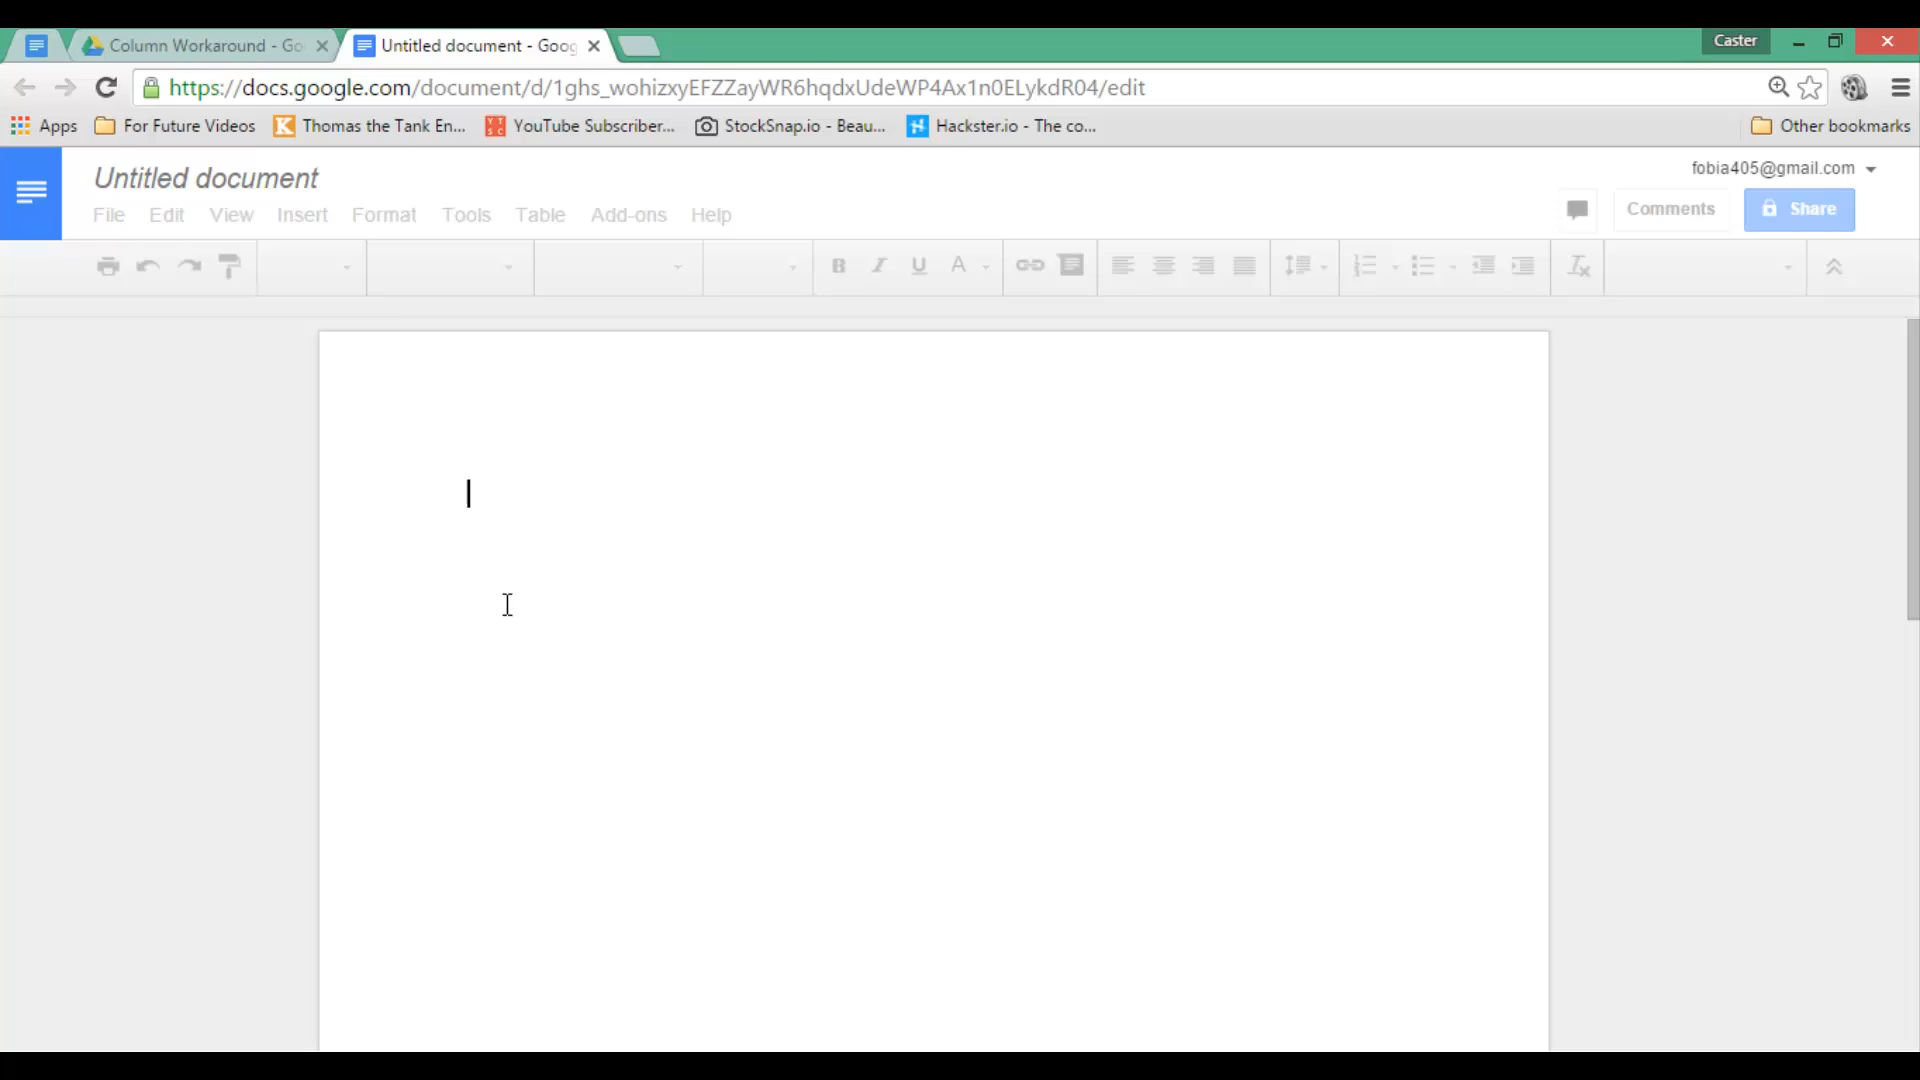 Column Workaround - Go
Untitled document - Goog
Caster
https://docs.google.com/document/d/1ghs_wohizxyEFZZayWR6hqdxUdeWP4Ax1n0ELykdR04/edit
Apps For Future Videos Thomas the Tank En... YouTube Subscriber... StockSnap.io - Beau... Hackster.io - The co... Other bookmarks
Untitled document
fobia405@gmail.com
File Edit View Insert Format Tools Table Add-ons Help
Comments Share